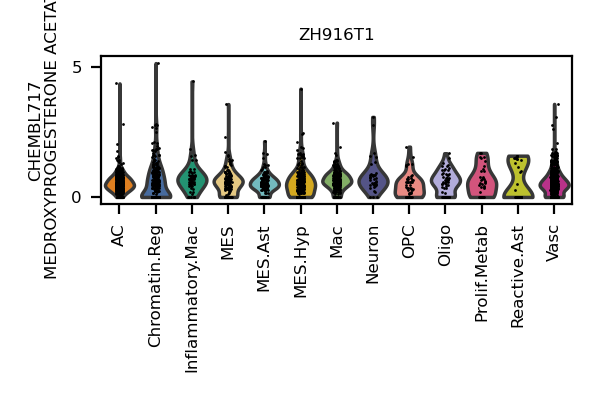 ZH916T1
CHEMBL717
MEDROXYPROGESTERONE
5
0
AC
Chromatin.Reg
Inflammatory.Mac
MES
MES.Ast
MES.Hyp
Mac
Neuron
OPC
Oligo
Prolif.Metab
Reactive.Ast
Vasc